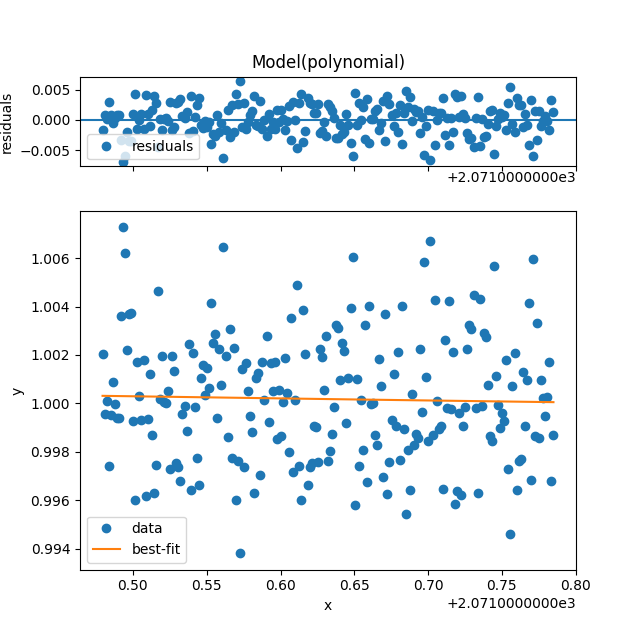 Model(polynomial)
residuals
0.005
0.000
−0.005
residuals
+2.0710000000e3
y
1.006
1.004
1.002
1.000
0.998
0.996
0.994
data
best-fit
0.50 0.55 0.60 0.65 0.70 0.75 0.80
x
+2.0710000000e3